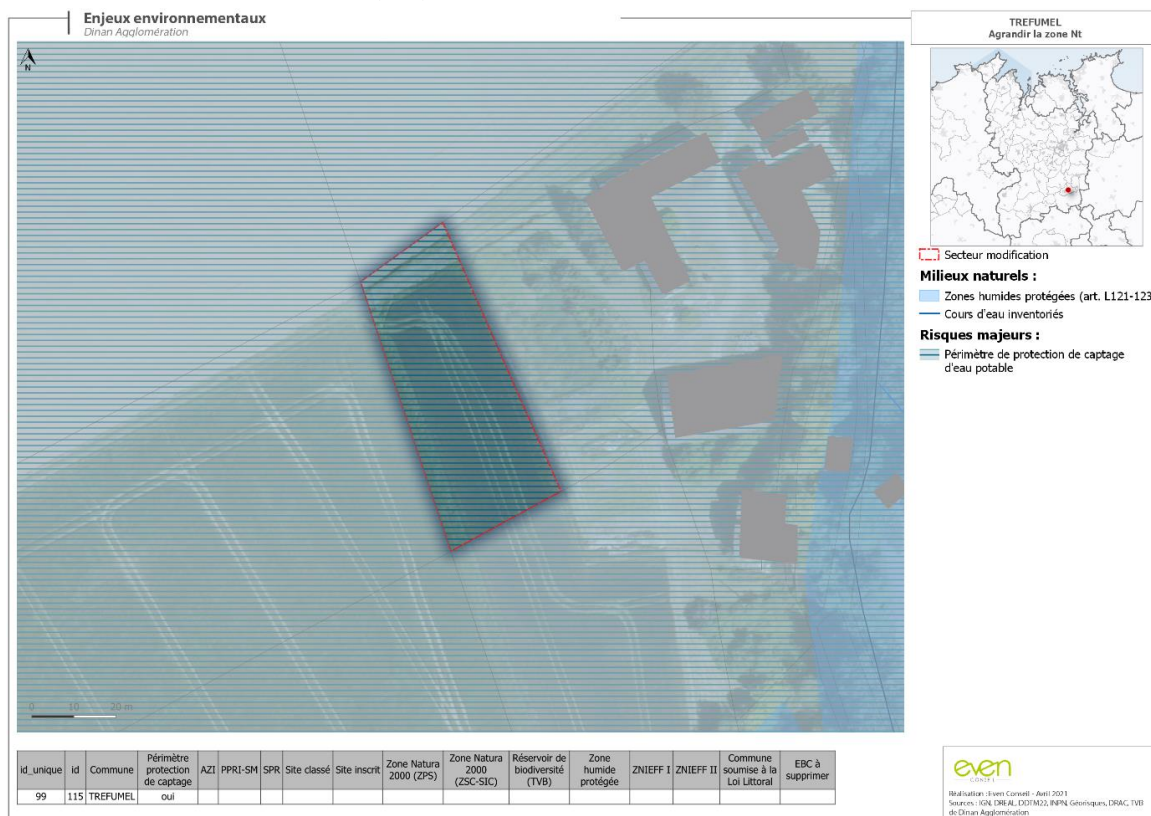 Enjeux environnementaux
Dinan Agglomération
TREFUMEL
Agrandir la zone Nt
N
Secteur modification
Milieux naturels :
Zones humides protégées (art. L121-123
Cours d'eau inventoriés
Risques majeurs :
Périmètre de protection de captage
d'eau potable
0 10 20 m
id_unique id Commune Périmètre protection de captage AZI PPRI-SM SPR Site classé Site inscrit Zone Natura 2000 (ZPS) Zone Natura 2000 (ZSC-SIC) Réservoir de biodiversité (TVB) Zone humide protégée ZNIEFF I ZNIEFF II Commune soumise à la Loi Littoral EBC à supprimer
99 115 TREFUMEL oui
even
CONSEIL
Réalisation : Even Conseil - Avril 2021
Sources : IGN, DREAL, DDTM22, INPN, Géorisques, DRAC, TVB
de Dinan Agglomération